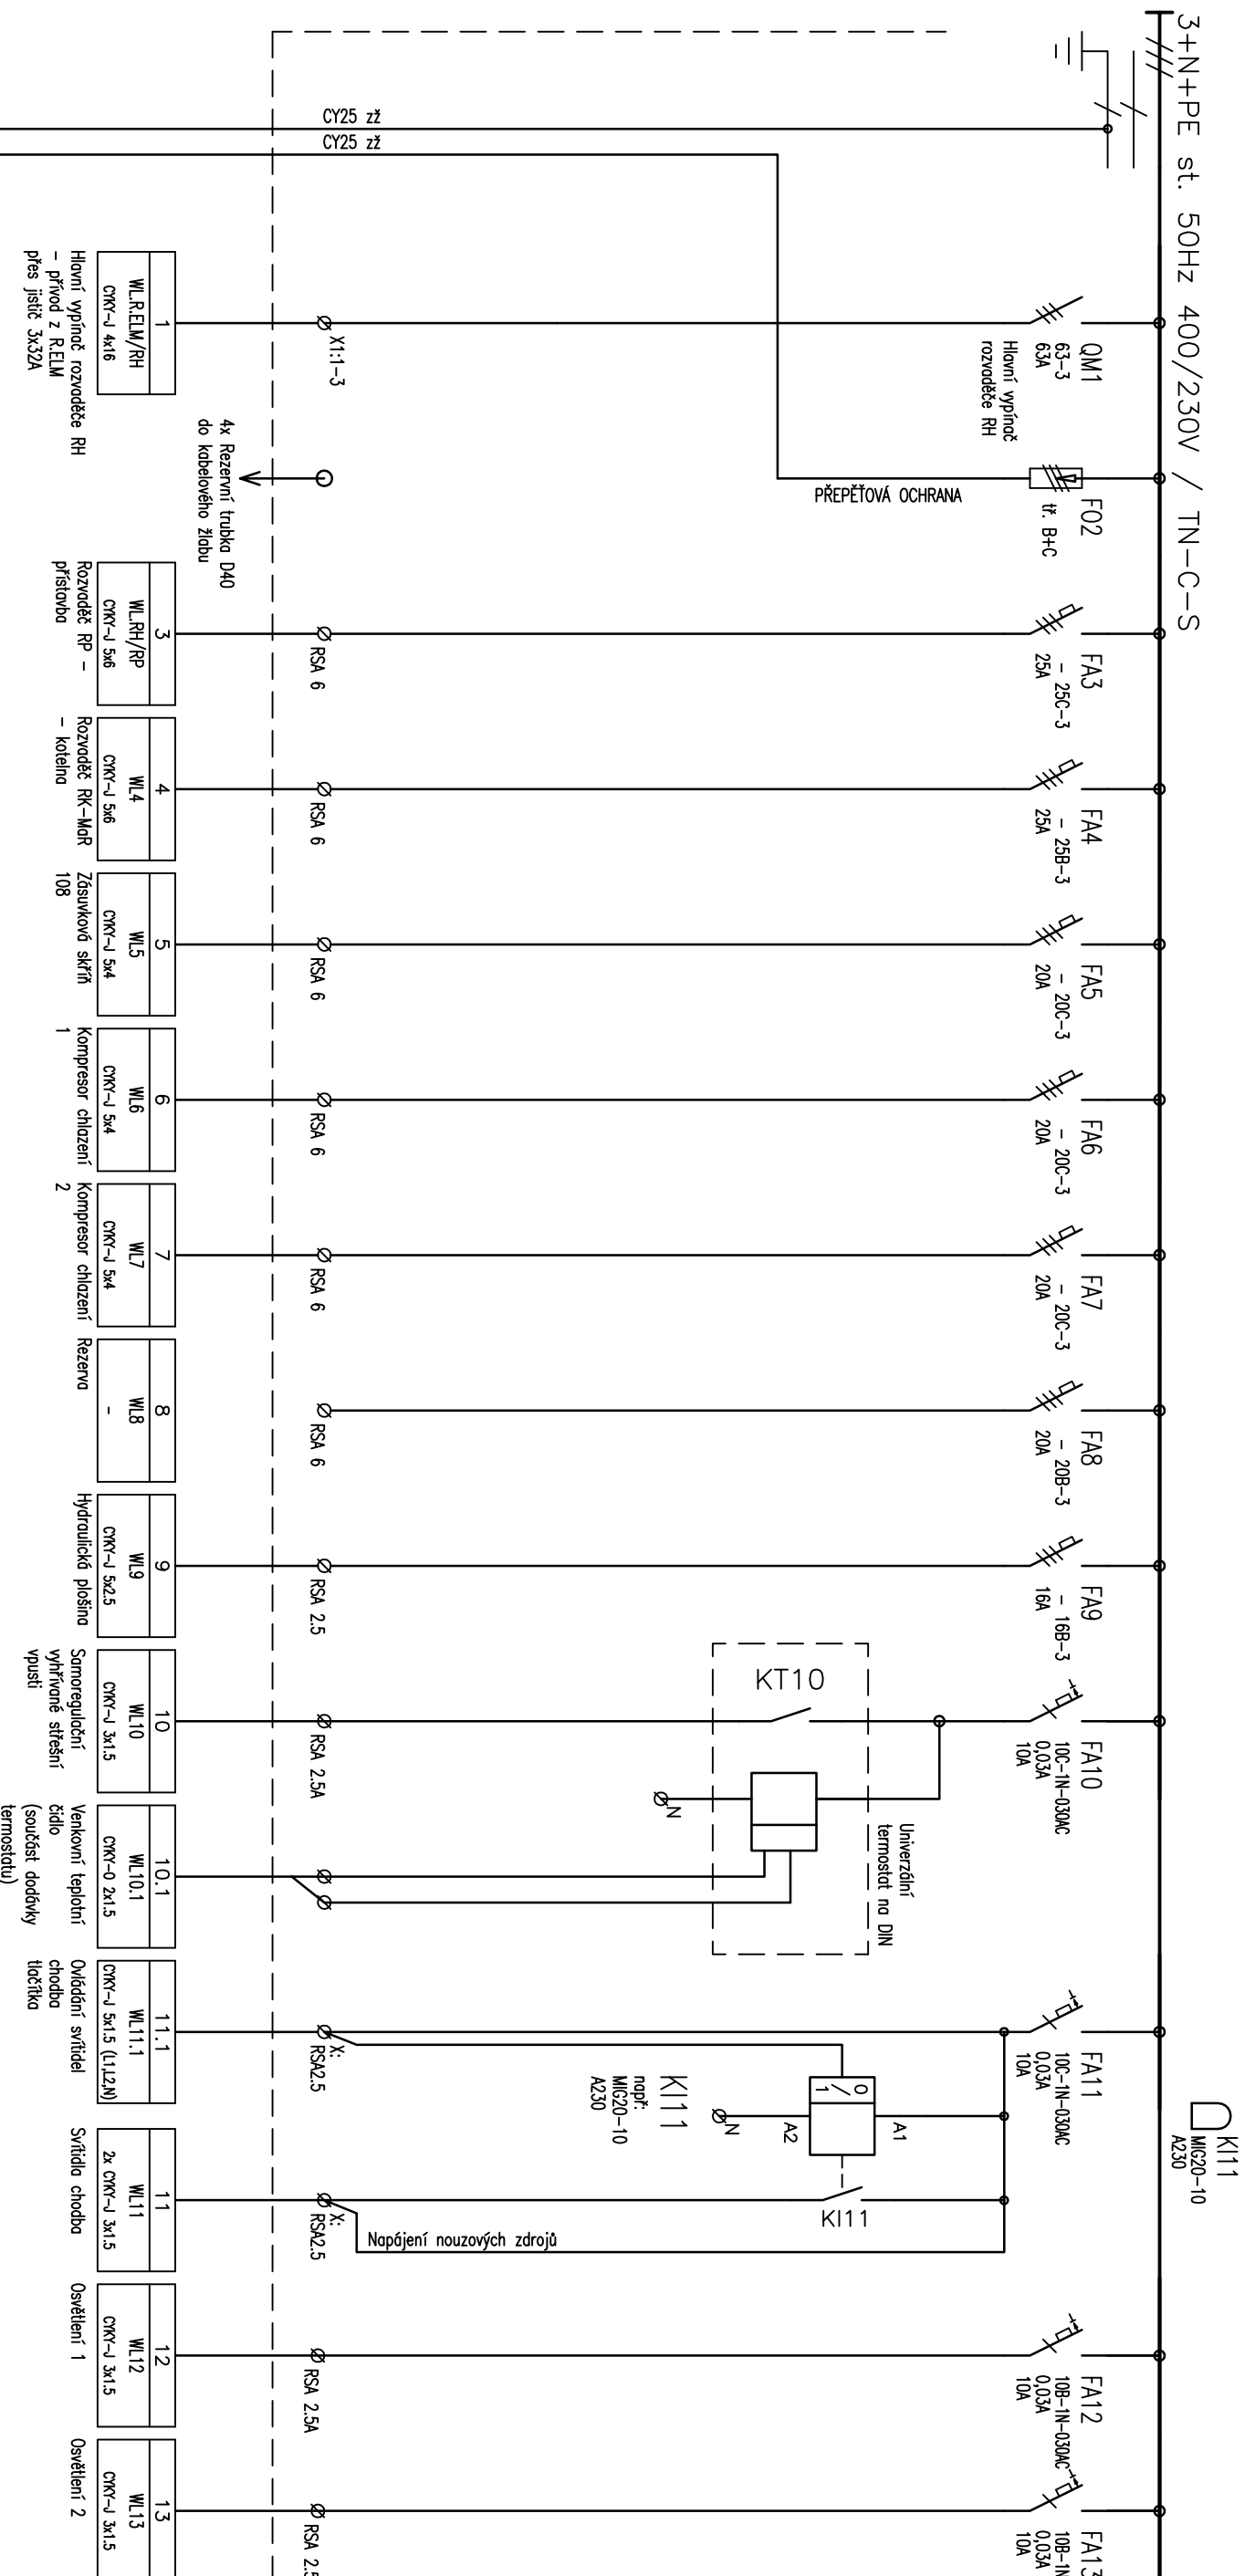 3+N+PE st. 50Hz 400/230V / TN-C-S
KI11
MIG20-10
A230
CY25 zž
CY25 zž
QM1
63-3
63A
Hlavní vypínač
rozvaděče RH
FO2
tř. B+C
PŘEPĚŤOVÁ OCHRANA
FA3
- 25C-3
25A
FA4
- 25B-3
25A
FA5
- 20C-3
20A
FA6
- 20C-3
20A
FA7
- 20C-3
20A
FA8
- 20B-3
20A
FA9
- 16B-3
16A
FA10
10C-1N-030AC
0,03A
10A
FA11
10C-1N-030AC
0,03A
10A
FA12
10B-1N-030AC
0,03A
10A
FA13
10B-1N
0,03A
10A
Univerzální
termostat na DIN
KT10
N
A1
0
1
A2
N
KI11
např:
MIG20-10
A230
KI11
Napájení nouzových zdrojů
X1:1-3
RSA 6
RSA 6
RSA 6
RSA 6
RSA 6
RSA 6
RSA 2.5
RSA 2.5A
X:
RSA2.5
X:
RSA2.5
RSA 2.5A
RSA 2.5
4x Rezervní trubka D40
do kabelového žlabu
1
WL.R.ELM/RH
CYKY-J 4x16
Hlavní vypínač rozvaděče RH
- přívod z R.ELM
přes jistič 3x32A
3
WL.RH/RP
CYKY-J 5x6
Rozvaděč RP -
přístavba
4
WL4
CYKY-J 5x6
Rozvaděč RK-MaR
- kotelna
5
WL5
CYKY-J 5x4
Zásuvková skříň
108
6
WL6
CYKY-J 5x4
Kompresor chlazení
1
7
WL7
CYKY-J 5x4
Kompresor chlazení
2
8
WL8
-
Rezerva
9
WL9
CYKY-J 5x2.5
Hydraulická plošina
10
WL10
CYKY-J 3x1.5
Samoregulační
vyhřívané střešní
vpusti
10.1
WL10.1
CYKY-O 2x1.5
Venkovní teplotní
čidlo
(součást dodávky
termostatu)
11.1
WL11.1
CYKY-J 5x1.5 (L1,L2,N)
Ovládání svítidel
chodba
tlačítka
11
WL11
2x CYKY-J 3x1.5
Svítidla chodba
12
WL12
CYKY-J 3x1.5
Osvětlení 1
13
WL13
CYKY-J 3x1.5
Osvětlení 2